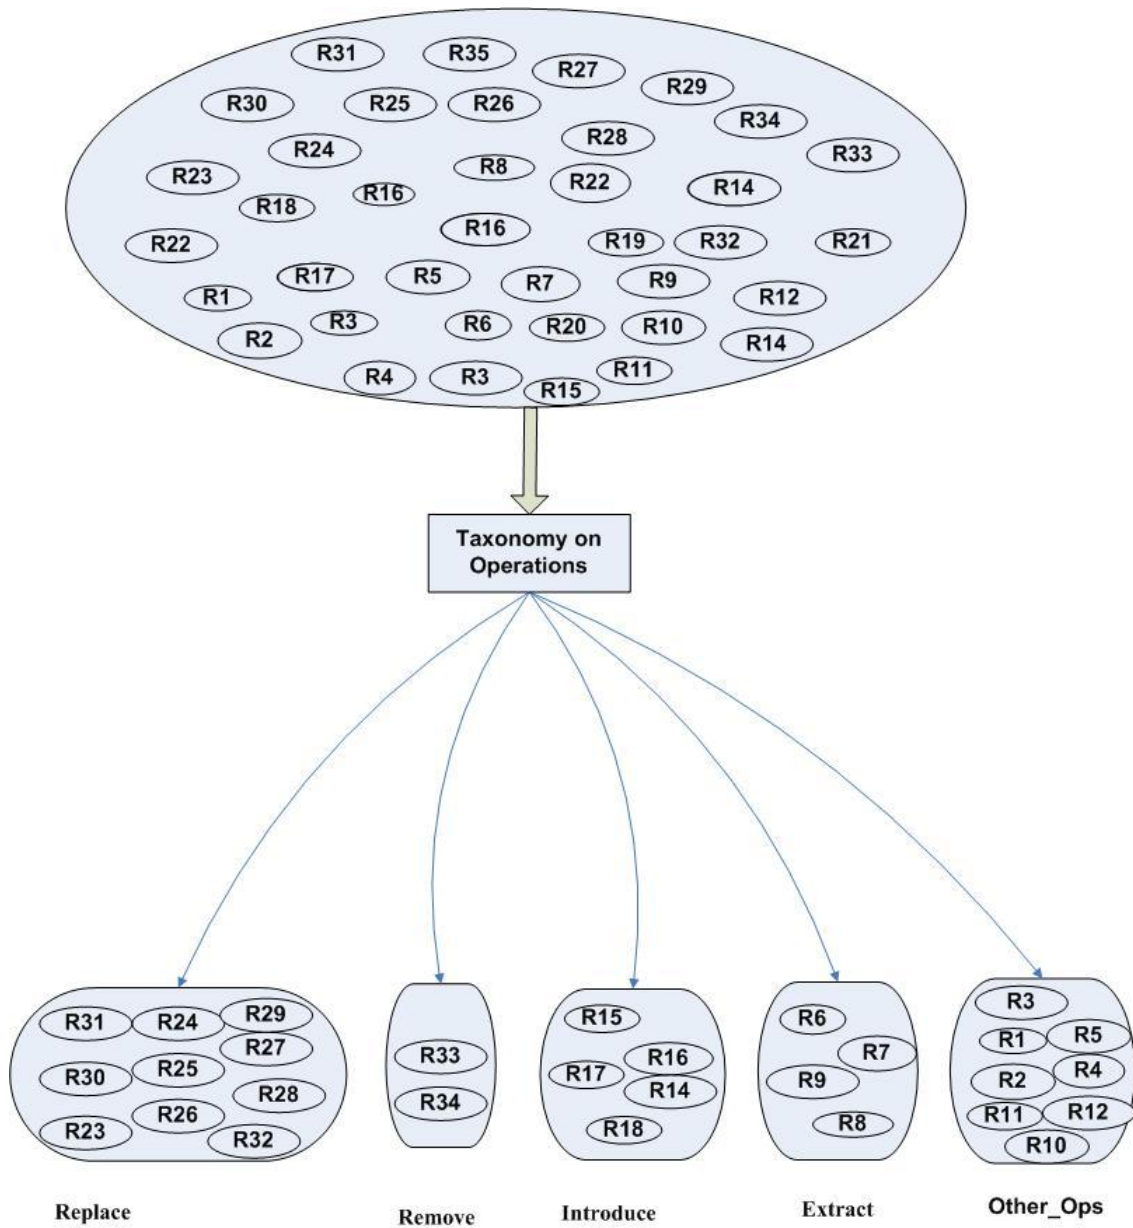 R31 R35 R27 R29
R30 R25 R26 R34
R24 R28 R33
R23 R8 R22 R14
R18 R16
R22 R16 R19 R32 R21
R17 R5 R7 R9
R1 R12
R2 R3 R6 R20 R10 R14
R4 R3 R15 R11
Taxonomy on
Operations
R31 R24 R29
R27
R30 R25
R28
R23 R26 R32
Replace
R33
R34
Remove
R15
R17 R16
R14
R18
Introduce
R6
R7
R9
R8
Extract
R3
R1 R5
R2 R4
R11 R12
R10
Other_Ops